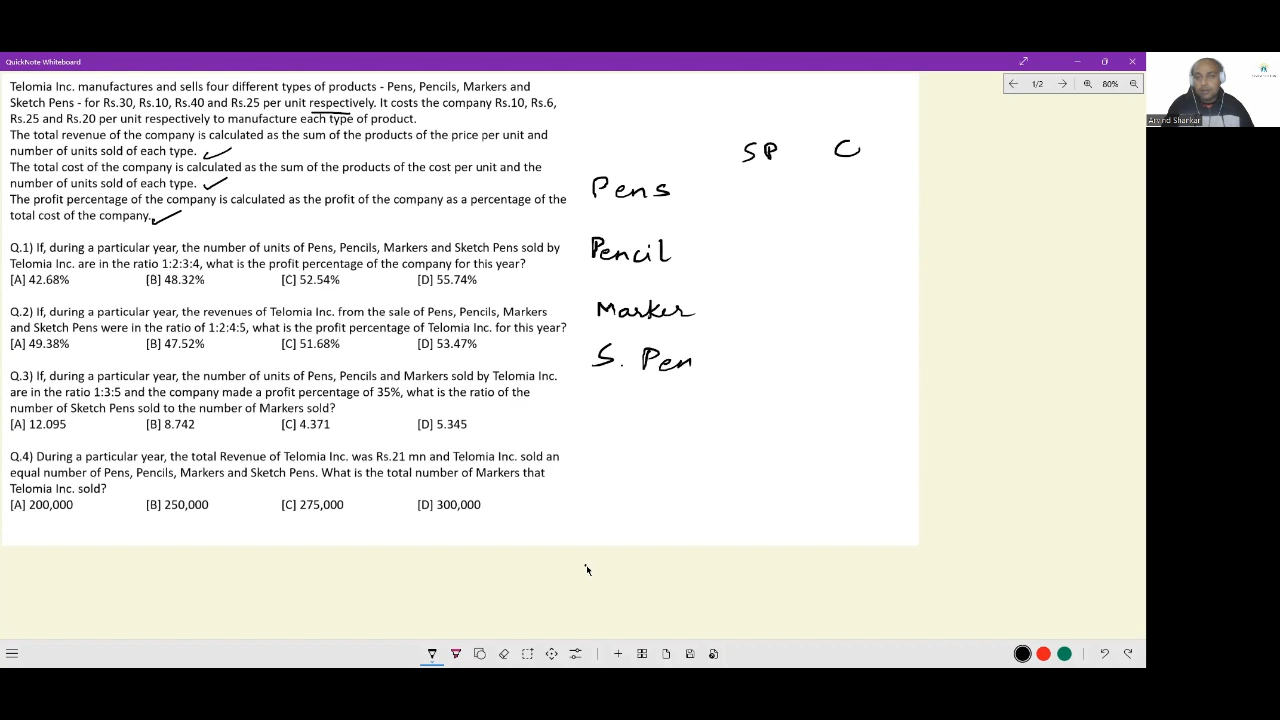 QuickNote Whiteboard
1/2
80%
Arvind Shankar
Telomia Inc. manufactures and sells four different types of products - Pens, Pencils, Markers and
Sketch Pens - for Rs.30, Rs.10, Rs.40 and Rs.25 per unit respectively. It costs the company Rs.10, Rs.6,
Rs.25 and Rs.20 per unit respectively to manufacture each type of product.
The total revenue of the company is calculated as the sum of the products of the price per unit and
number of units sold of each type.
The total cost of the company is calculated as the sum of the products of the cost per unit and the
number of units sold of each type.
The profit percentage of the company is calculated as the profit of the company as a percentage of the
total cost of the company.
Q.1) If, during a particular year, the number of units of Pens, Pencils, Markers and Sketch Pens sold by
Telomia Inc. are in the ratio 1:2:3:4, what is the profit percentage of the company for this year?
[A] 42.68% [B] 48.32% [C] 52.54% [D] 55.74%
Q.2) If, during a particular year, the revenues of Telomia Inc. from the sale of Pens, Pencils, Markers
and Sketch Pens were in the ratio of 1:2:4:5, what is the profit percentage of Telomia Inc. for this year?
[A] 49.38% [B] 47.52% [C] 51.68% [D] 53.47%
Q.3) If, during a particular year, the number of units of Pens, Pencils and Markers sold by Telomia Inc.
are in the ratio 1:3:5 and the company made a profit percentage of 35%, what is the ratio of the
number of Sketch Pens sold to the number of Markers sold?
[A] 12.095 [B] 8.742 [C] 4.371 [D] 5.345
Q.4) During a particular year, the total Revenue of Telomia Inc. was Rs.21 mn and Telomia Inc. sold an
equal number of Pens, Pencils, Markers and Sketch Pens. What is the total number of Markers that
Telomia Inc. sold?
[A] 200,000 [B] 250,000 [C] 275,000 [D] 300,000
SP C
Pens
Pencil
Marker
S. Pen